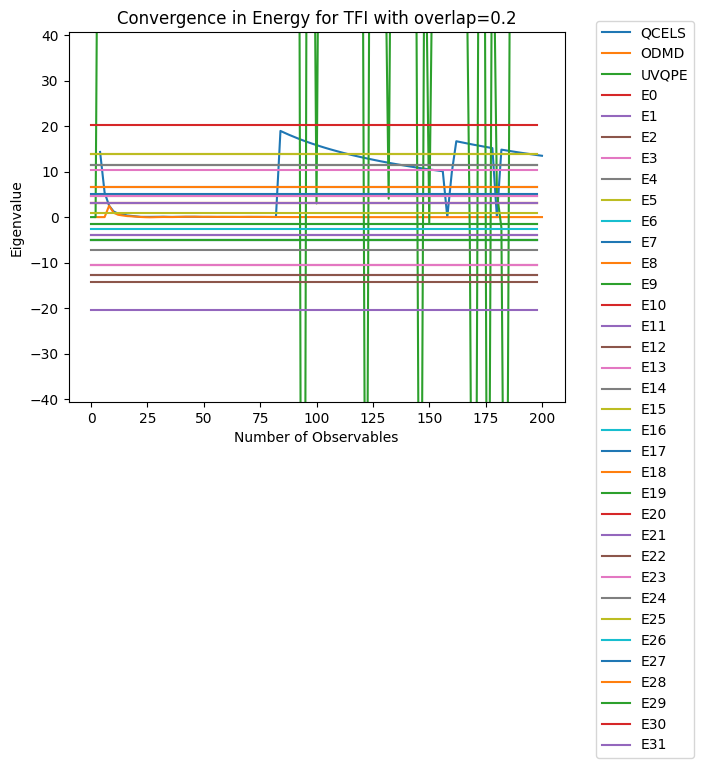 Convergence in Energy for TFI with overlap=0.2
40
30
20
10
0
−10
−20
−30
−40
Eigenvalue
0 25 50 75 100 125 150 175 200
Number of Observables
QCELS
ODMD
UVQPE
E0
E1
E2
E3
E4
E5
E6
E7
E8
E9
E10
E11
E12
E13
E14
E15
E16
E17
E18
E19
E20
E21
E22
E23
E24
E25
E26
E27
E28
E29
E30
E31